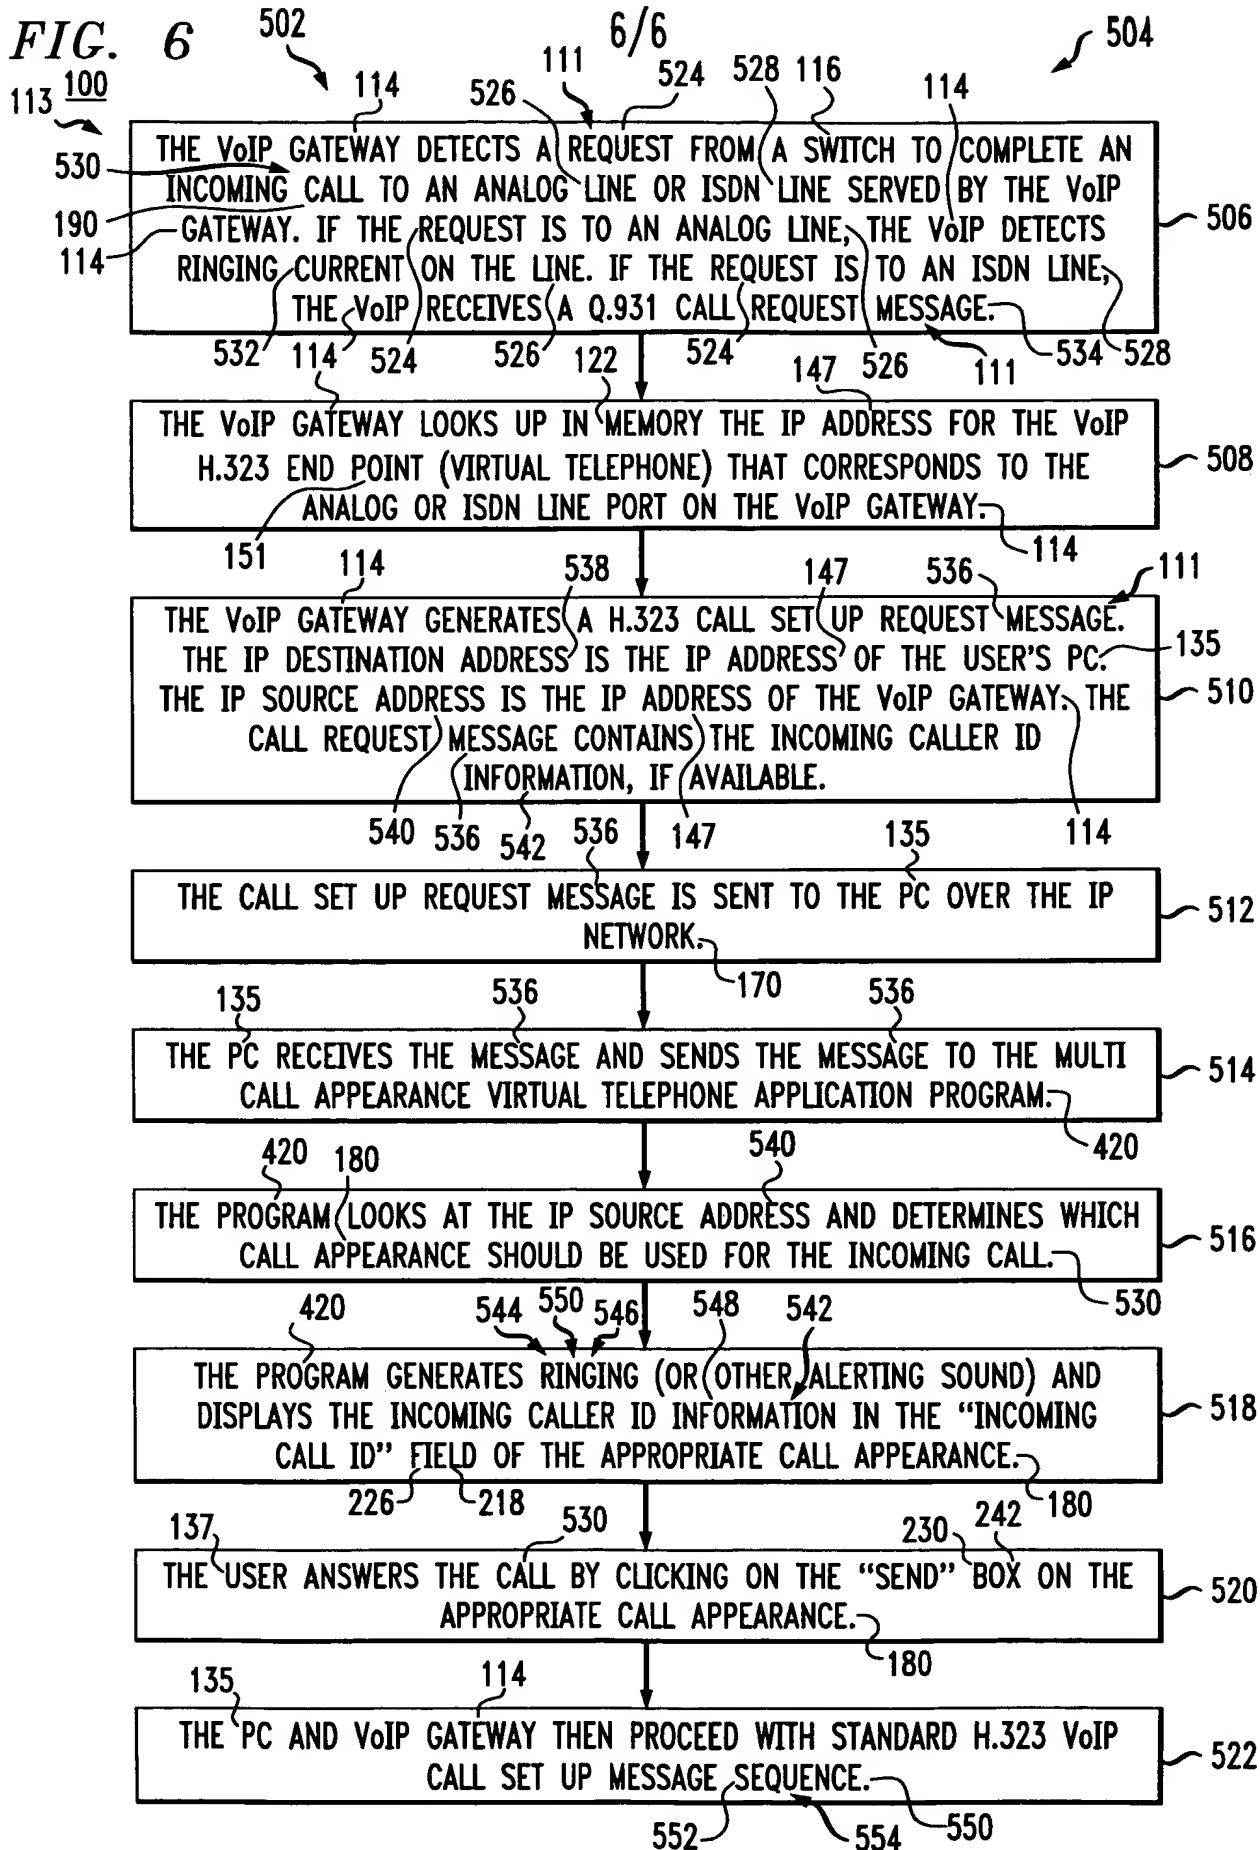 FIG. 6
6/6
502
504
100
113
114
526
111
524
528
116
114
THE VoIP GATEWAY DETECTS A REQUEST FROM A SWITCH TO COMPLETE AN
530
INCOMING CALL TO AN ANALOG LINE OR ISDN LINE SERVED BY THE VoIP
190
GATEWAY. IF THE REQUEST IS TO AN ANALOG LINE, THE VoIP DETECTS
506
114
RINGING CURRENT ON THE LINE. IF THE REQUEST IS TO AN ISDN LINE,
THE VoIP RECEIVES A Q.931 CALL REQUEST MESSAGE.
532
114
524
526
122
524
147
526
111
534
528
THE VoIP GATEWAY LOOKS UP IN MEMORY THE IP ADDRESS FOR THE VoIP
H.323 END POINT (VIRTUAL TELEPHONE) THAT CORRESPONDS TO THE
508
ANALOG OR ISDN LINE PORT ON THE VoIP GATEWAY.
151
114
114
538
147
536
111
THE VoIP GATEWAY GENERATES A H.323 CALL SET UP REQUEST MESSAGE.
THE IP DESTINATION ADDRESS IS THE IP ADDRESS OF THE USER'S PC.
135
THE IP SOURCE ADDRESS IS THE IP ADDRESS OF THE VoIP GATEWAY. THE
510
CALL REQUEST MESSAGE CONTAINS THE INCOMING CALLER ID
INFORMATION, IF AVAILABLE.
540
536
542
536
147
135
114
THE CALL SET UP REQUEST MESSAGE IS SENT TO THE PC OVER THE IP
512
NETWORK.
170
135
536
536
THE PC RECEIVES THE MESSAGE AND SENDS THE MESSAGE TO THE MULTI
514
CALL APPEARANCE VIRTUAL TELEPHONE APPLICATION PROGRAM.
420
420
180
540
THE PROGRAM LOOKS AT THE IP SOURCE ADDRESS AND DETERMINES WHICH
516
CALL APPEARANCE SHOULD BE USED FOR THE INCOMING CALL.
530
420
544
550
546
548
542
THE PROGRAM GENERATES RINGING (OR OTHER ALERTING SOUND) AND
DISPLAYS THE INCOMING CALLER ID INFORMATION IN THE "INCOMING
518
CALL ID" FIELD OF THE APPROPRIATE CALL APPEARANCE.
226
218
180
137
530
230
242
THE USER ANSWERS THE CALL BY CLICKING ON THE "SEND" BOX ON THE
520
APPROPRIATE CALL APPEARANCE.
180
135
114
THE PC AND VoIP GATEWAY THEN PROCEED WITH STANDARD H.323 VoIP
522
CALL SET UP MESSAGE SEQUENCE.
552
554
550